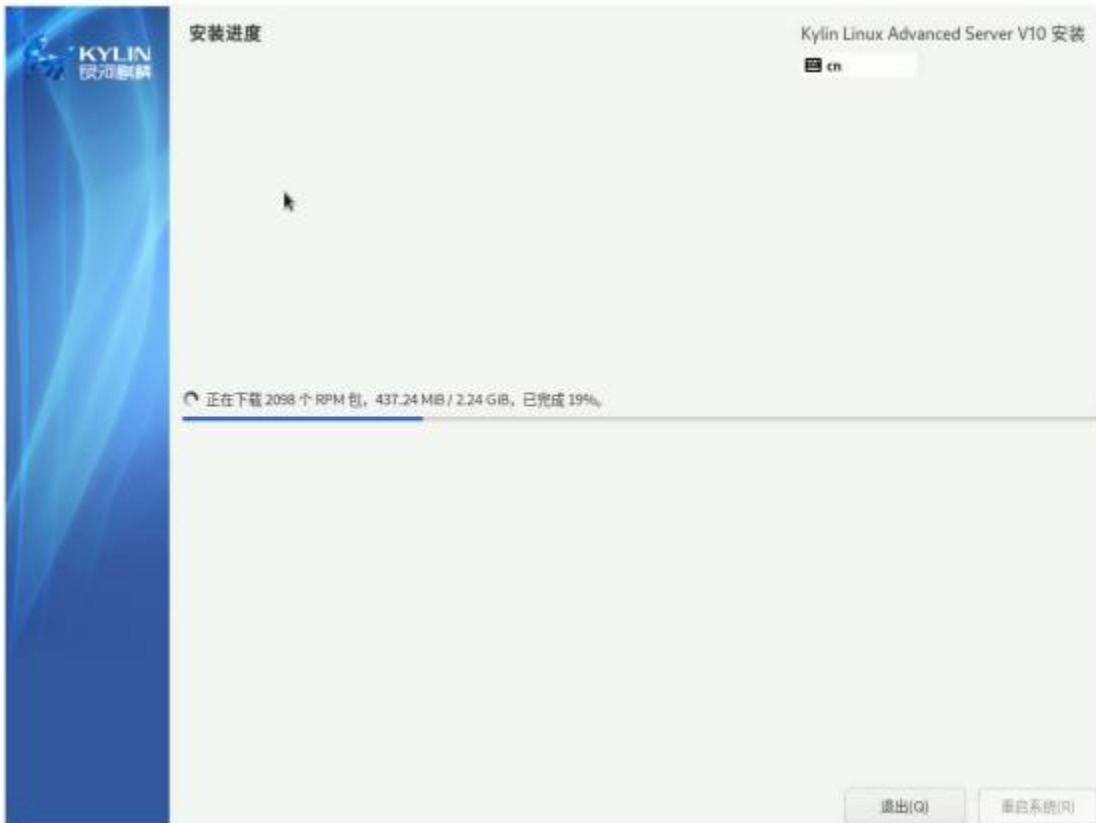 KYLIN
银河麒麟
安装进度
Kylin Linux Advanced Server V10 安装
cn
正在下载 2098 个 RPM 包，437.24 MiB / 2.24 GiB，已完成 19%。
退出(Q)
重启系统(R)